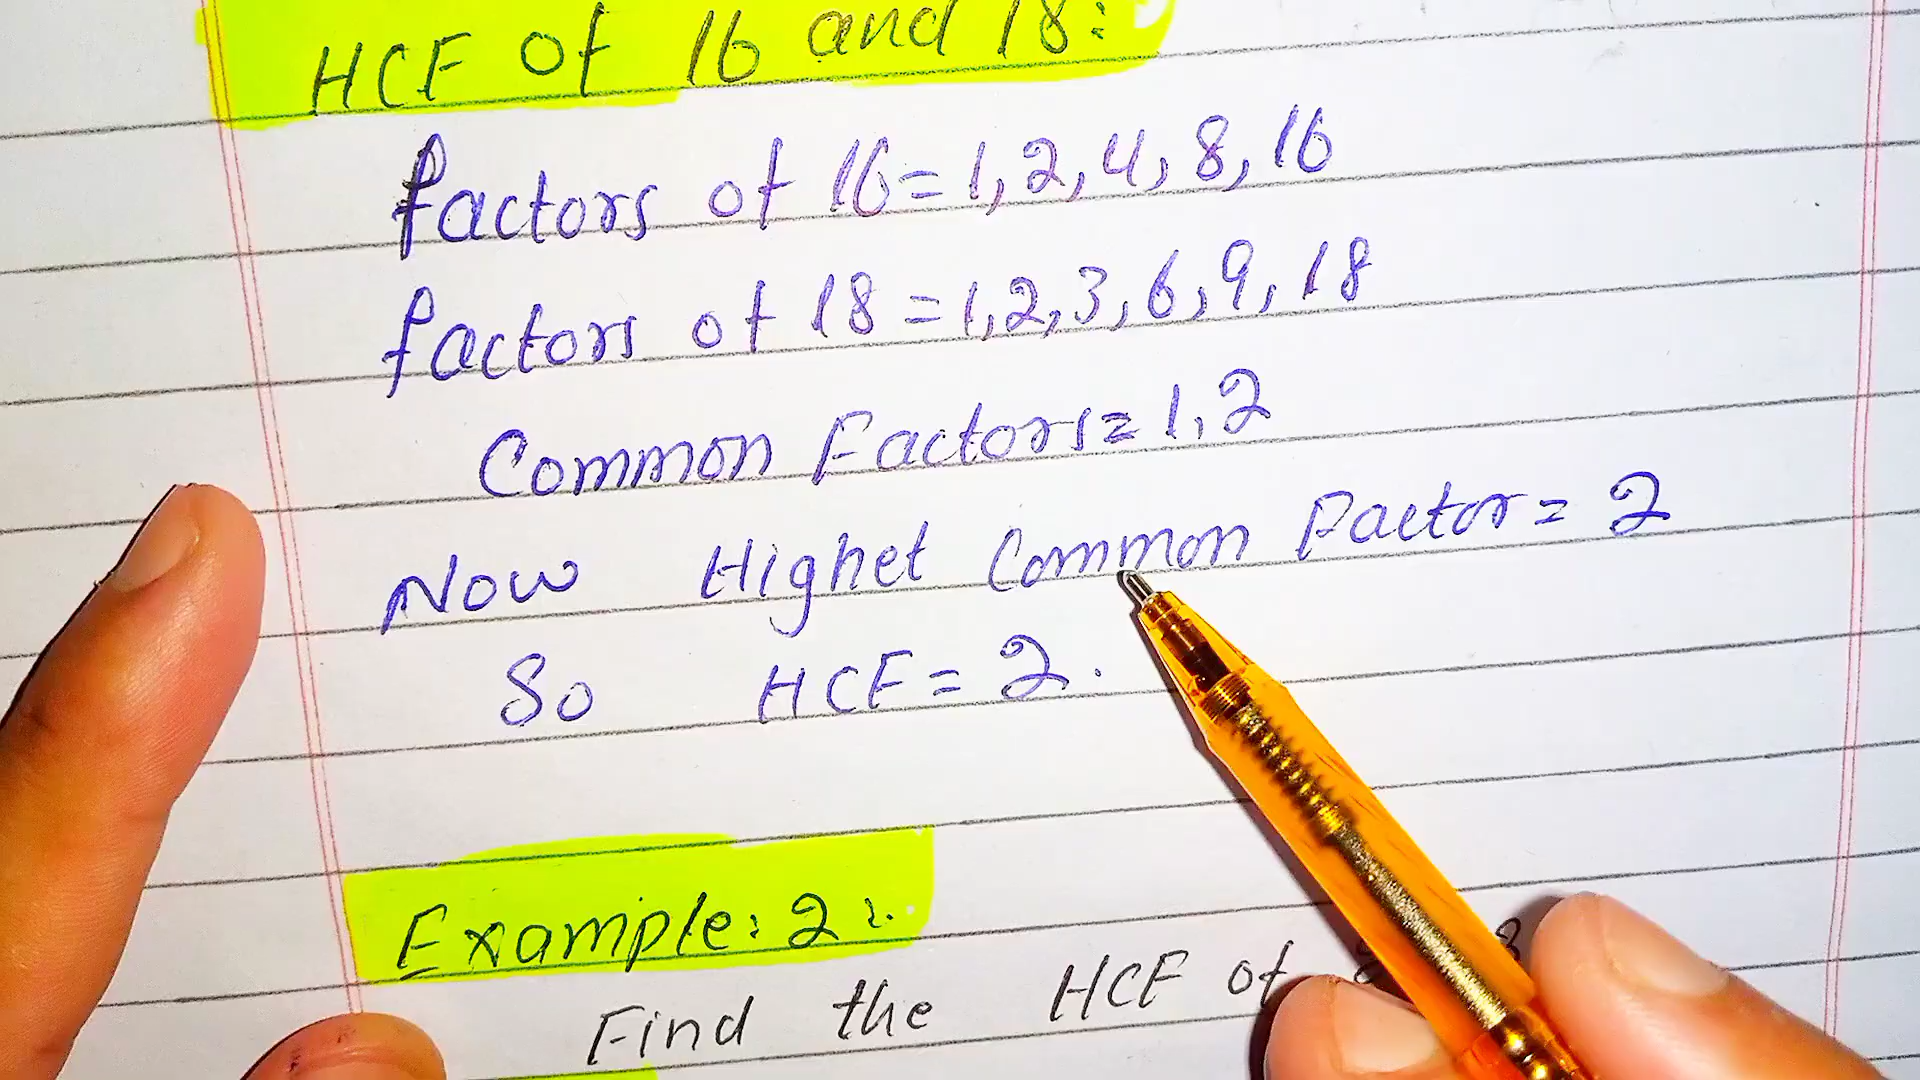 HCF of 16 and 18:
factors of 16=1,2,4,8,16
factors of 18=1,2,3,6,9,18
Common Factors=1,2
Now Highet Common Factor=2
So HCF=2.
Example:2:
Find the HCF of